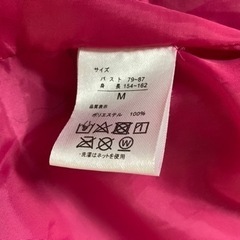 サイズ
バスト 79-87
身 長 154-162
M
品質表示
ポリエステル 100%
・洗濯はネットを使用